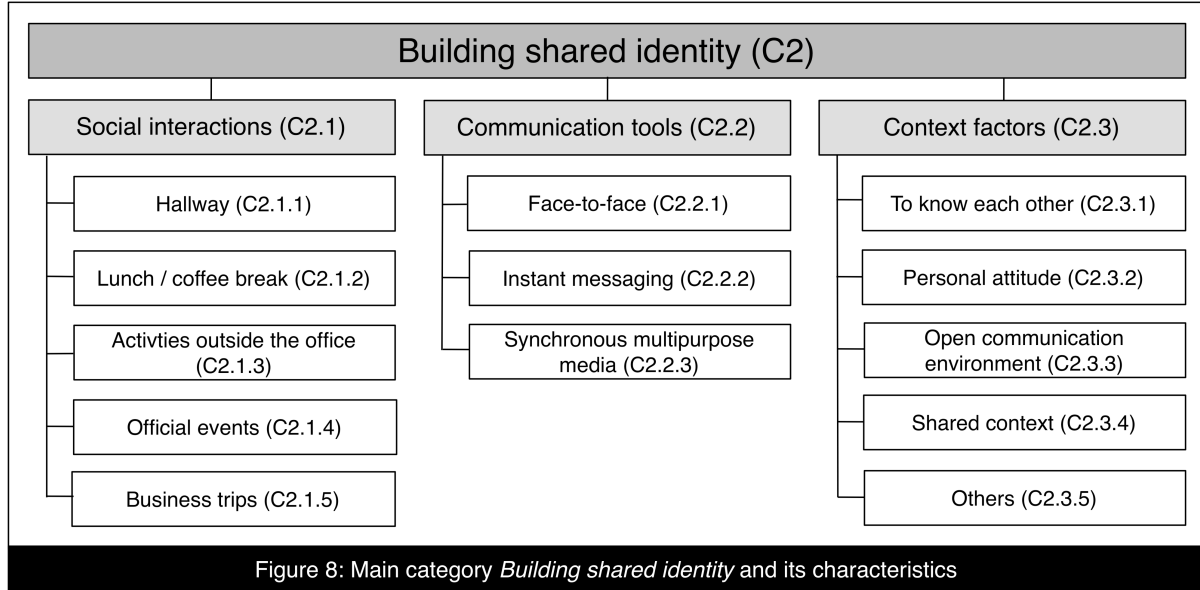 Building shared identity (C2)
Social interactions (C2.1)
Hallway (C2.1.1)
Lunch / coffee break (C2.1.2)
Activties outside the office
(C2.1.3)
Official events (C2.1.4)
Business trips (C2.1.5)
Communication tools (C2.2)
Face-to-face (C2.2.1)
Instant messaging (C2.2.2)
Synchronous multipurpose
media (C2.2.3)
Context factors (C2.3)
To know each other (C2.3.1)
Personal attitude (C2.3.2)
Open communication
environment (C2.3.3)
Shared context (C2.3.4)
Others (C2.3.5)
Figure 8: Main category Building shared identity and its characteristics